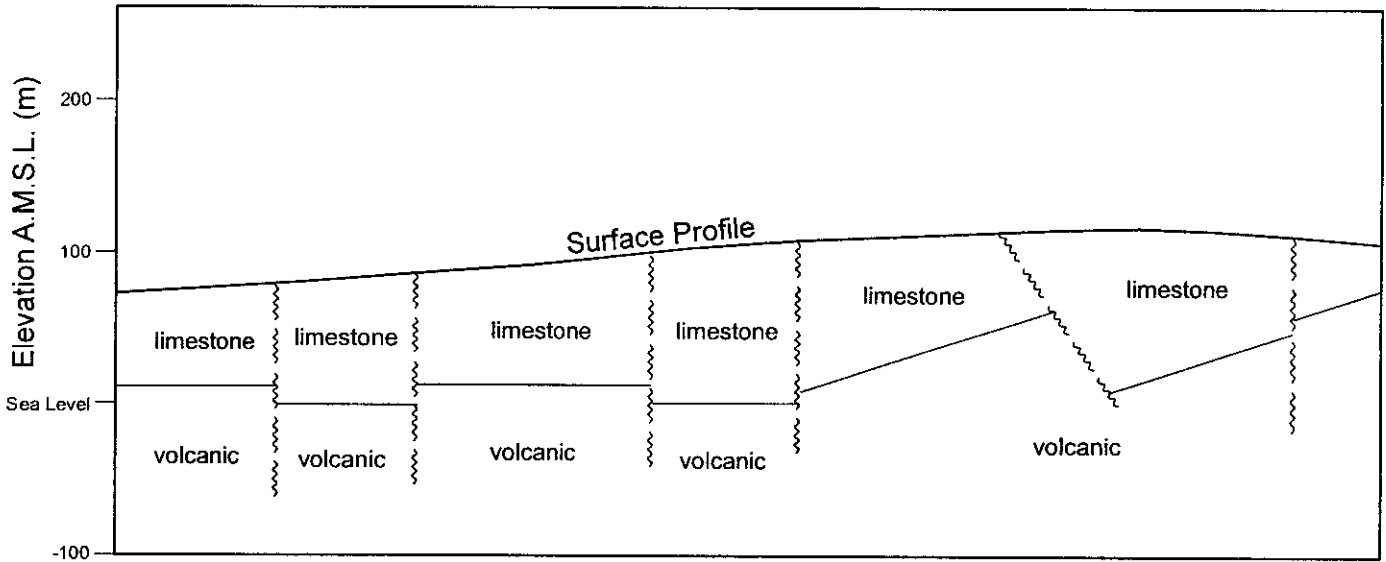 Elevation A.M.S.L. (m)
200
100
Sea Level
-100
Surface Profile
limestone
limestone
limestone
limestone
limestone
limestone
volcanic
volcanic
volcanic
volcanic
volcanic